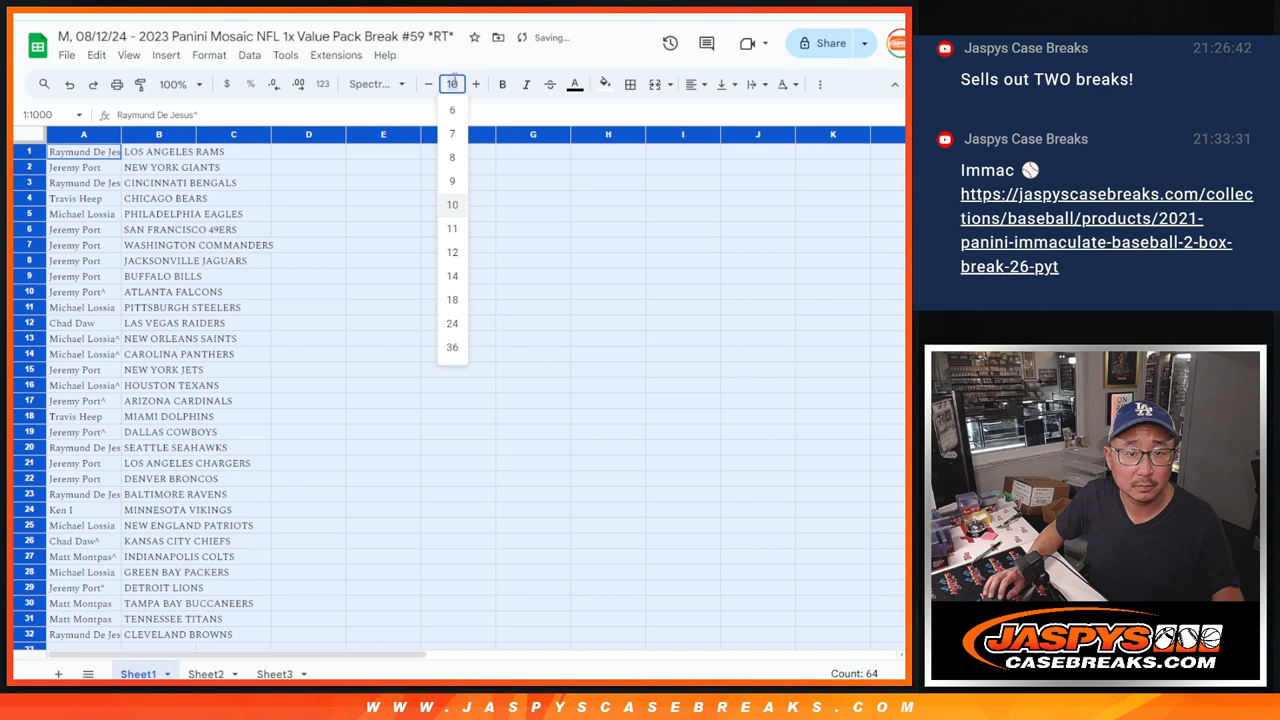 M, 08/12/24 - 2023 Panini Mosaic NFL 1x Value Pack Break #59 *RT*
Saving...
File Edit View Insert Format Data Tools Extensions Help
Share
100% $ % .0 .00 123 Spectr... 10 B I S A
1:1000 fx Raymund De Jesus^
A B C D E G H I J K
1 Raymund De Jes LOS ANGELES RAMS
2 Jeremy Port NEW YORK GIANTS
3 Raymund De Jes CINCINNATI BENGALS
4 Travis Heep CHICAGO BEARS
5 Michael Lossia PHILADELPHIA EAGLES
6 Jeremy Port SAN FRANCISCO 49ERS
7 Jeremy Port WASHINGTON COMMANDERS
8 Jeremy Port JACKSONVILLE JAGUARS
9 Jeremy Port BUFFALO BILLS
10 Jeremy Port^ ATLANTA FALCONS
11 Michael Lossia PITTSBURGH STEELERS
12 Chad Daw LAS VEGAS RAIDERS
13 Michael Lossia^ NEW ORLEANS SAINTS
14 Michael Lossia^ CAROLINA PANTHERS
15 Jeremy Port NEW YORK JETS
16 Michael Lossia^ HOUSTON TEXANS
17 Jeremy Port^ ARIZONA CARDINALS
18 Travis Heep MIAMI DOLPHINS
19 Jeremy Port^ DALLAS COWBOYS
20 Raymund De Jes SEATTLE SEAHAWKS
21 Jeremy Port LOS ANGELES CHARGERS
22 Jeremy Port DENVER BRONCOS
23 Raymund De Jes BALTIMORE RAVENS
24 Ken I MINNESOTA VIKINGS
25 Michael Lossia NEW ENGLAND PATRIOTS
26 Chad Daw^ KANSAS CITY CHIEFS
27 Matt Montpas^ INDIANAPOLIS COLTS
28 Michael Lossia GREEN BAY PACKERS
29 Jeremy Port^ DETROIT LIONS
30 Matt Montpas TAMPA BAY BUCCANEERS
31 Matt Montpas TENNESSEE TITANS
32 Raymund De Jes CLEVELAND BROWNS
33
6
7
8
9
10
11
12
14
18
24
36
Sheet1 Sheet2 Sheet3 Count: 64
Jaspys Case Breaks 21:26:42
Sells out TWO breaks!
Jaspys Case Breaks 21:33:31
Immac ⚾
https://jaspyscasebreaks.com/collec
tions/baseball/products/2021-
panini-immaculate-baseball-2-box-
break-26-pyt
LA
JASPYS
CASEBREAKS.COM
WWW.JASPYSCASEBREAKS.COM